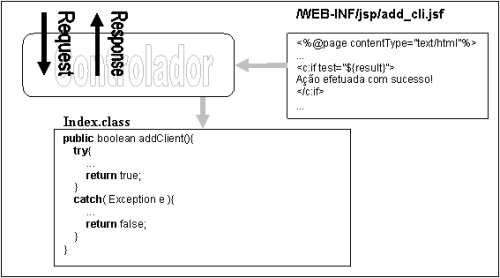 Request
Response
Controlador
/WEB-INF/jsp/add_cli.jsf
<%@page contentType="text/html"%>
...
<c:if test="${result}">
Ação efetuada com sucesso!
</c:if>
...
Index.class
public boolean addClient(){
try{
...
return true;
}
catch( Exception e ){
...
return false;
}
}